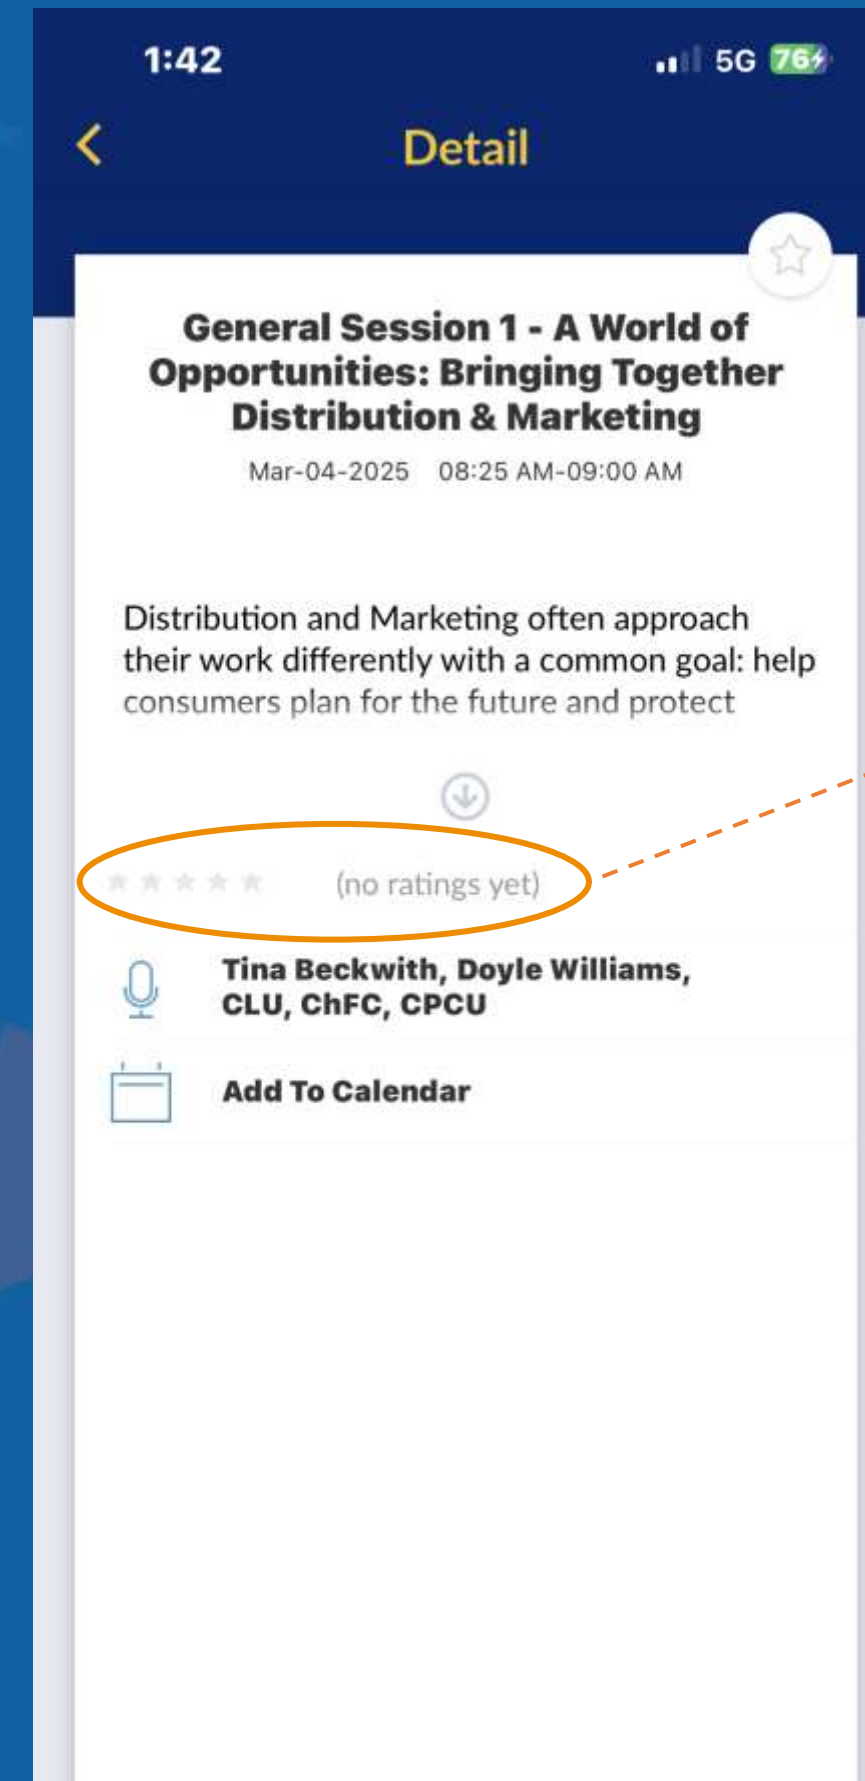 1:42 5G 76
Detail
General Session 1 - A World of
Opportunities: Bringing Together
Distribution & Marketing
Mar-04-2025 08:25 AM-09:00 AM
Distribution and Marketing often approach
their work differently with a common goal: help
consumers plan for the future and protect
(no ratings yet)
Tina Beckwith, Doyle Williams,
CLU, ChFC, CPCU
Add To Calendar